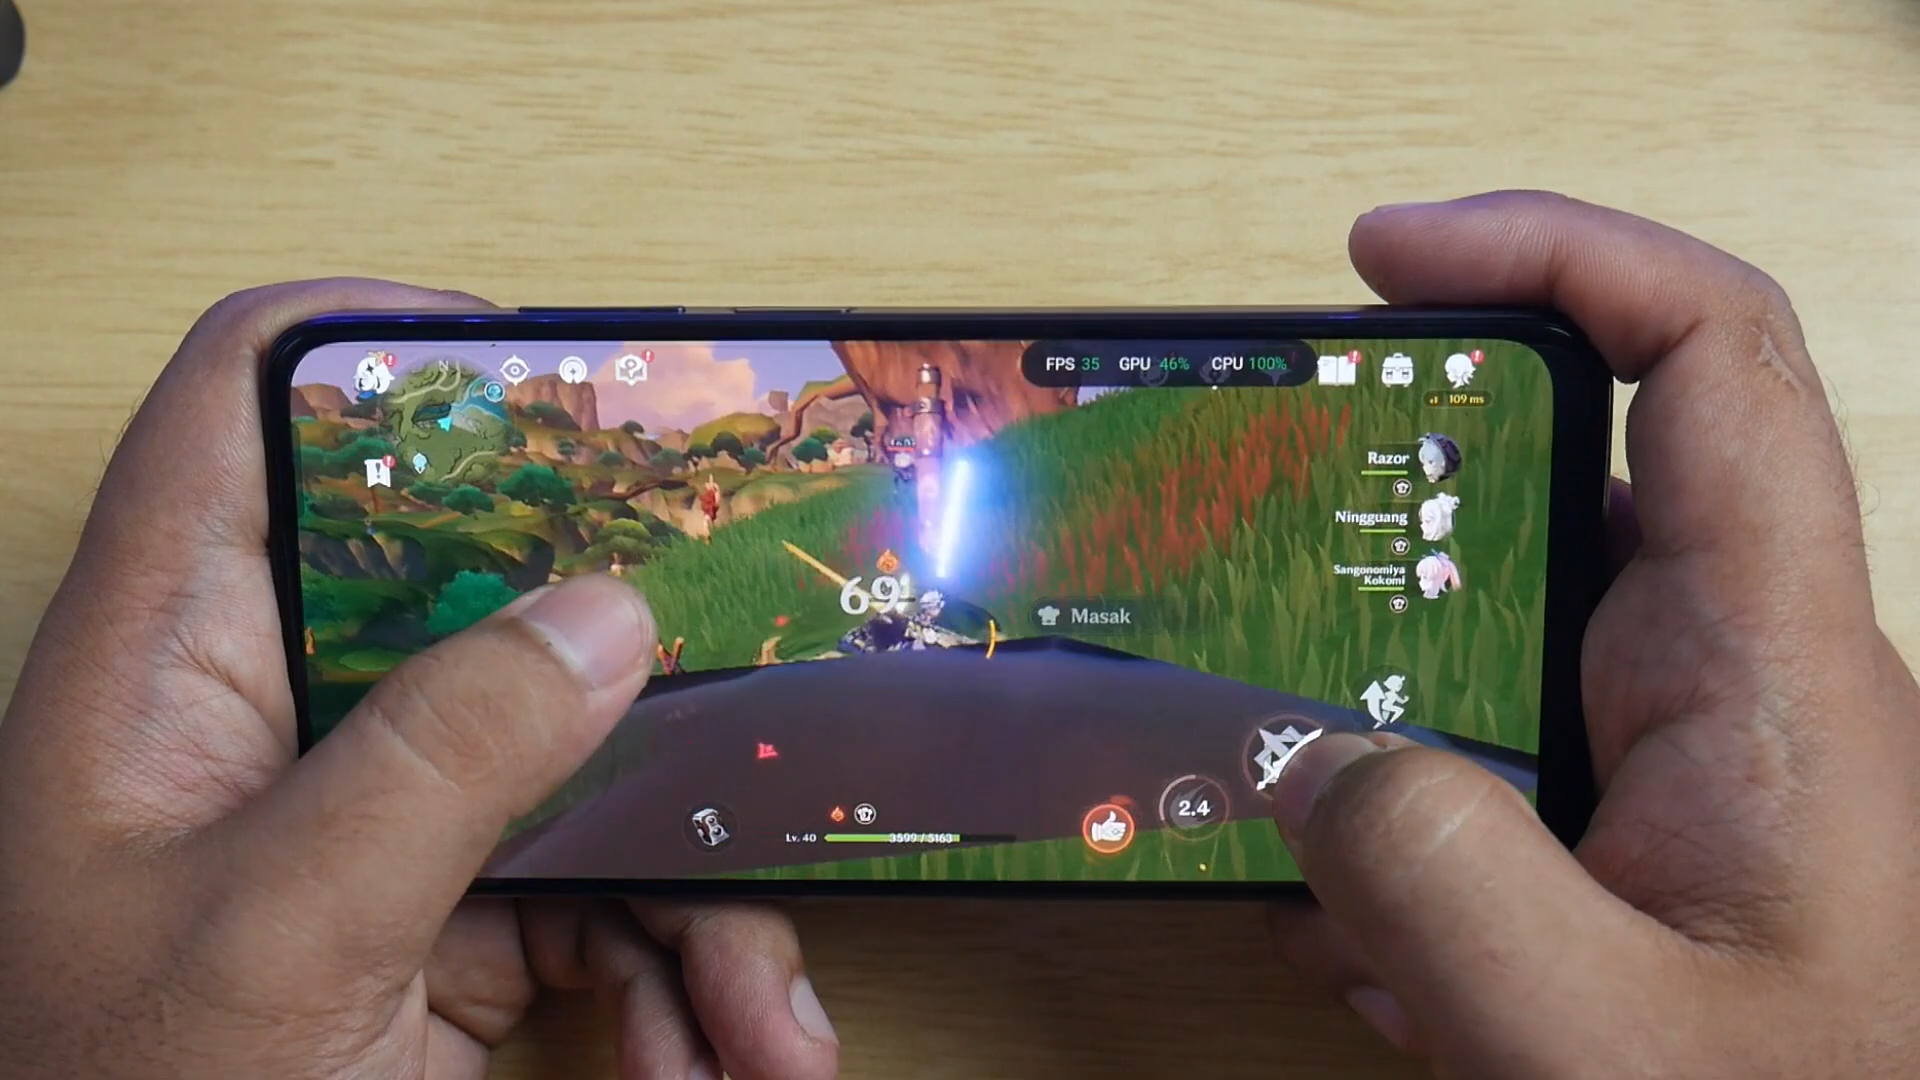 N
FPS 35 GPU 46% CPU 100%
109 ms
Razor
Ningguang
Sangonomiya
Kokomi
69
Masak
2.4
Lv. 40
3599 / 5163